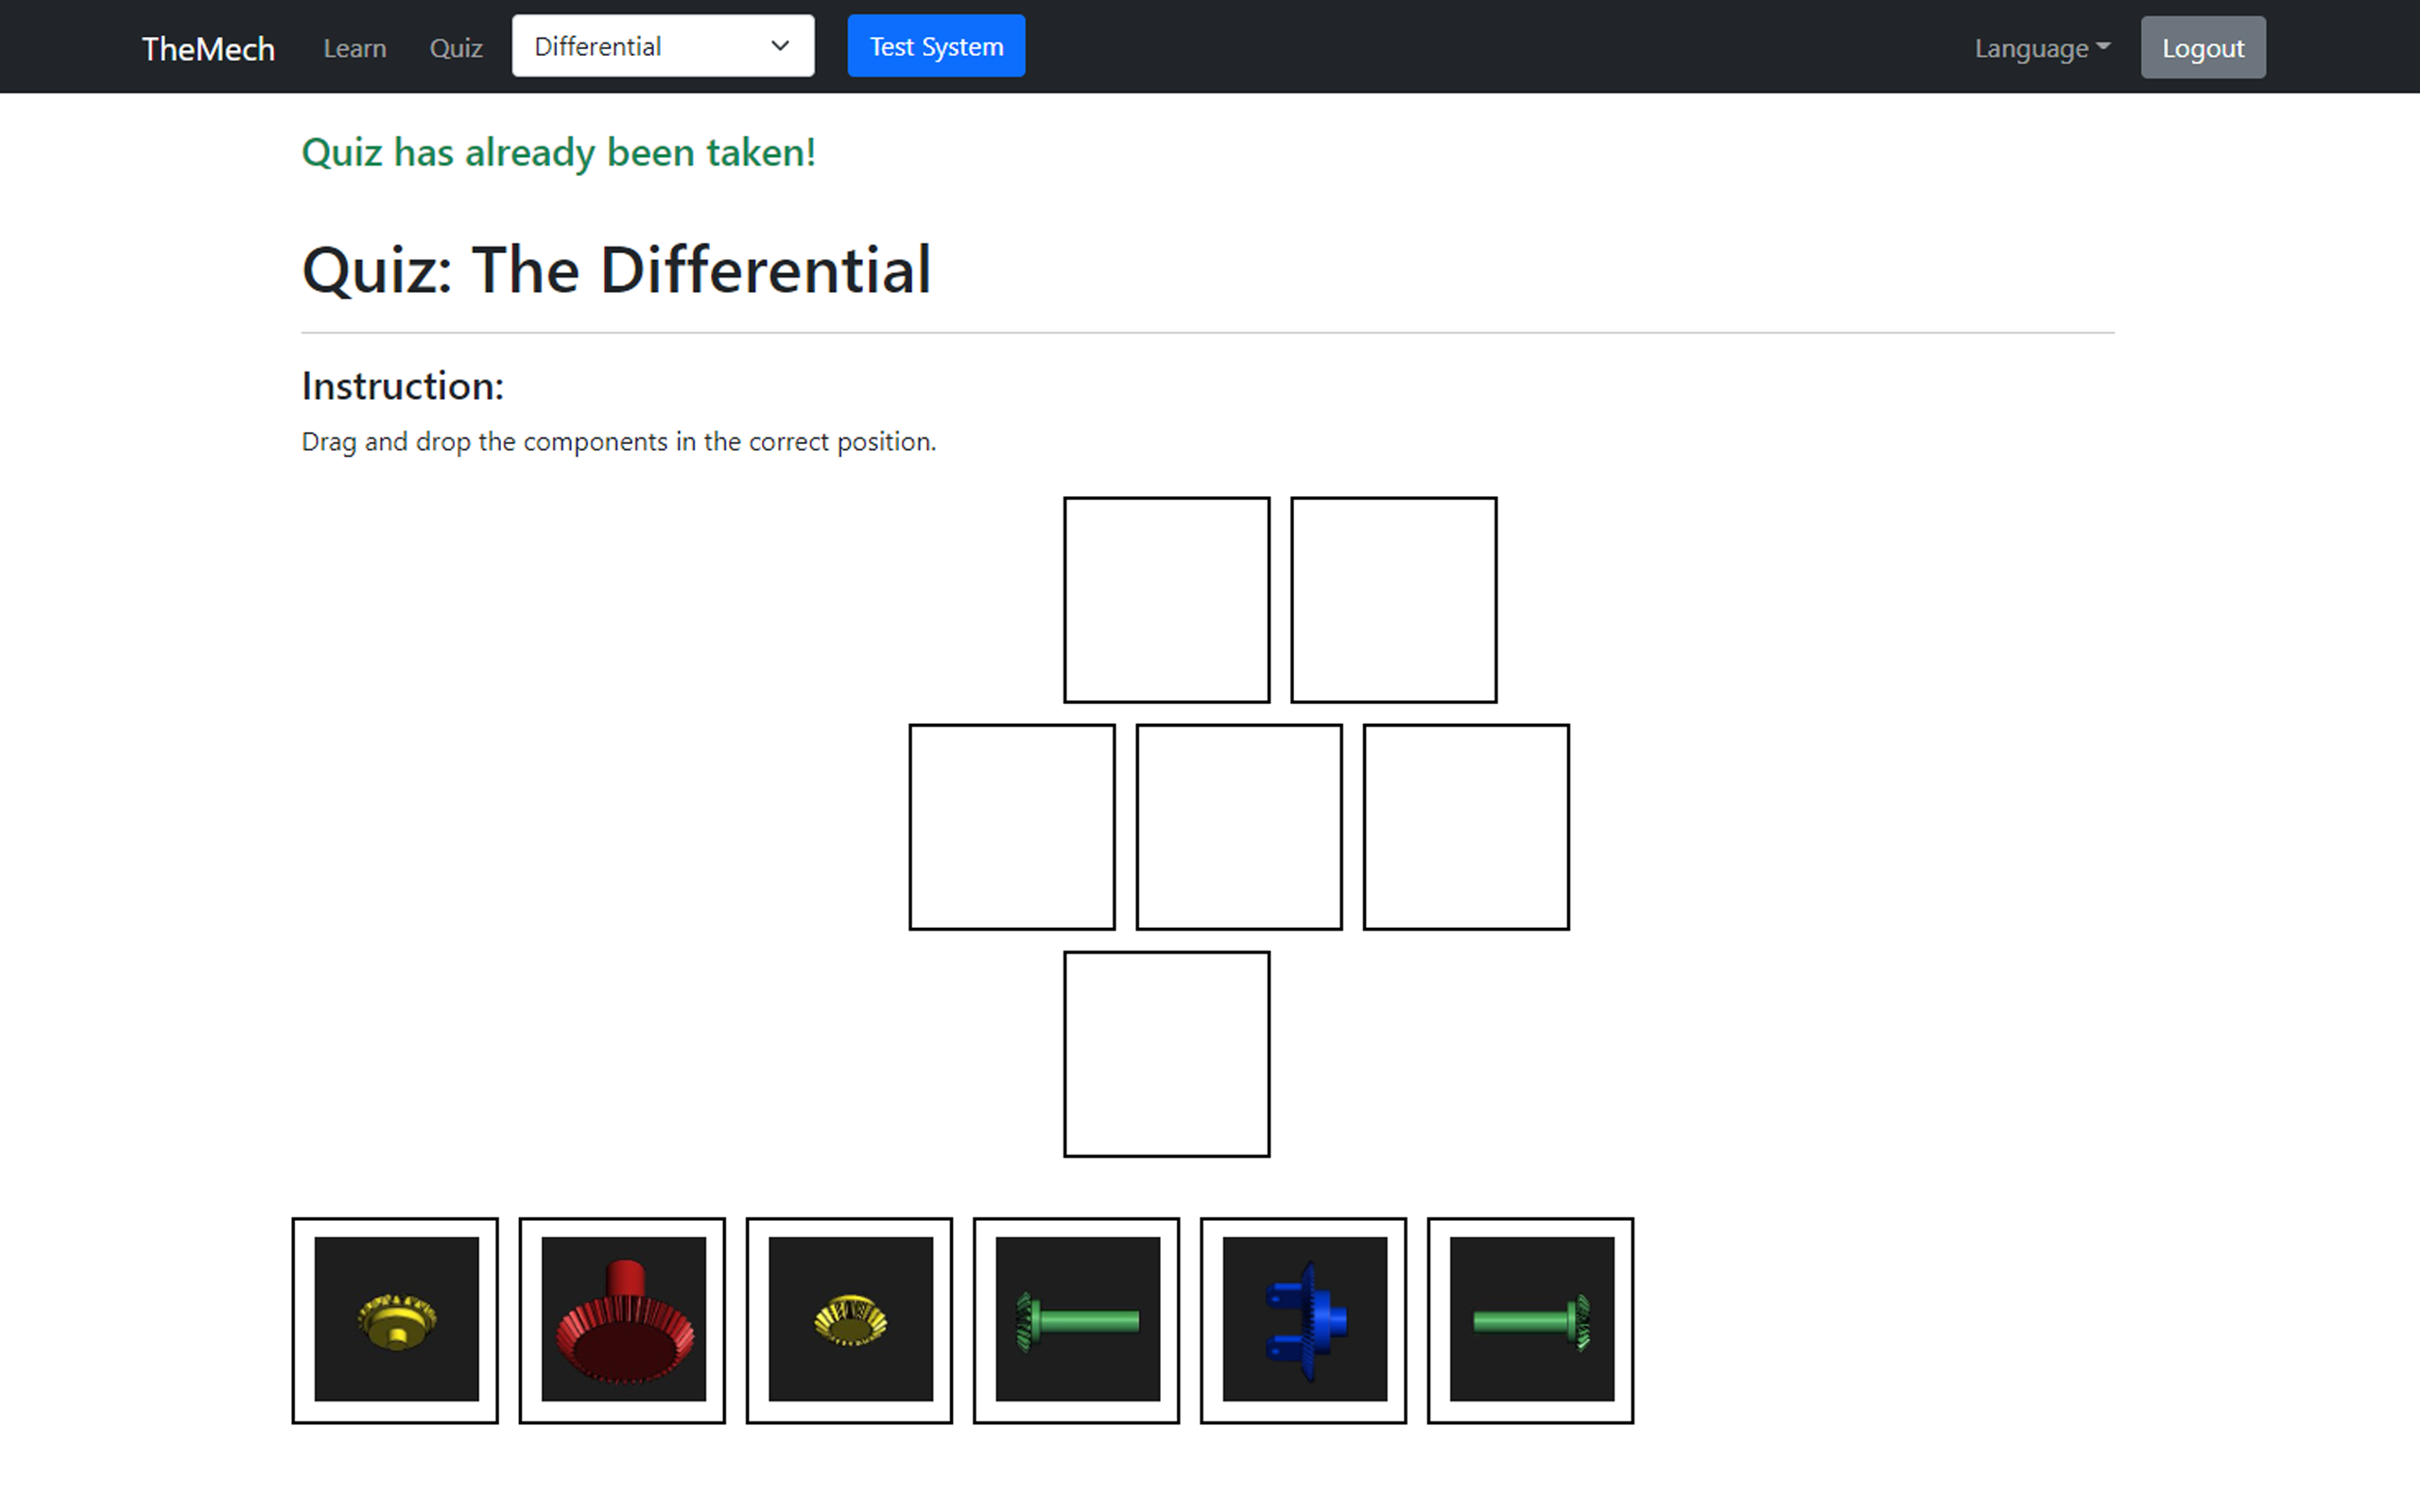 TheMech Learn Quiz Differential Test System Language Logout
Quiz has already been taken!
Quiz: The Differential
Instruction:
Drag and drop the components in the correct position.